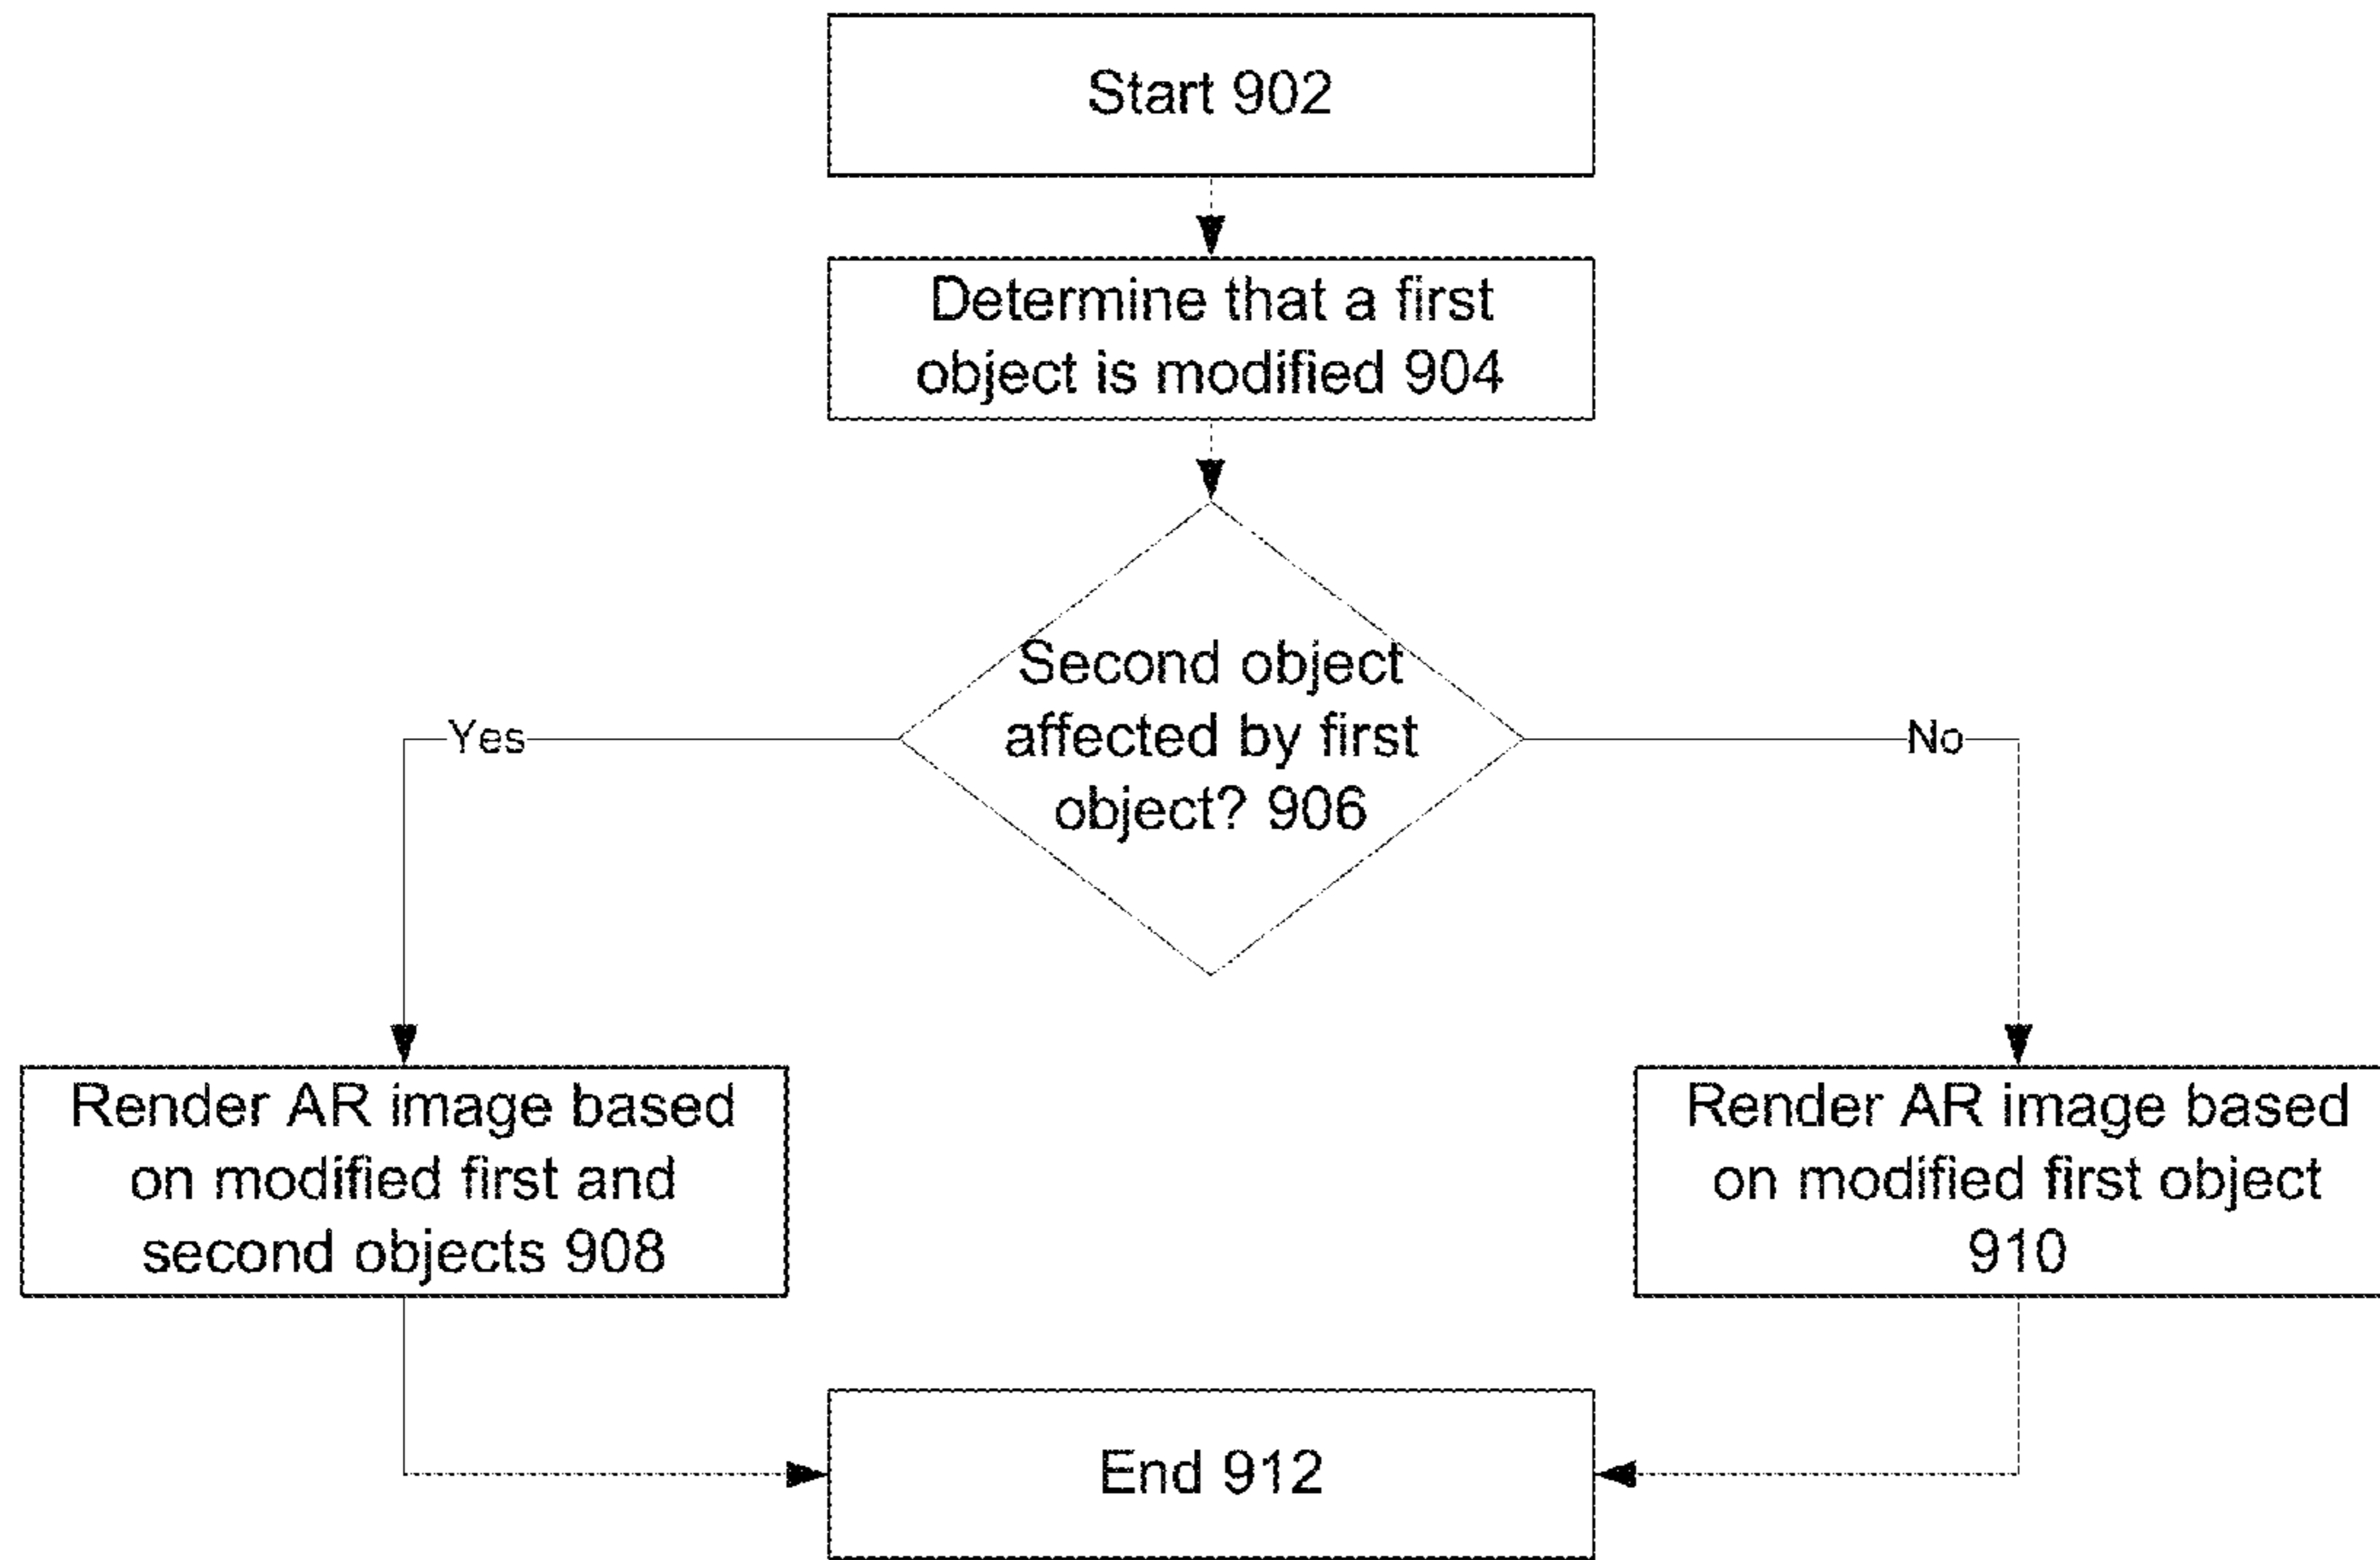 Start 902
Determine that a first
object is modified 904
Second object
affected by first
object? 906
Yes
No
Render AR image based
on modified first and
second objects 908
Render AR image based
on modified first object
910
End 912